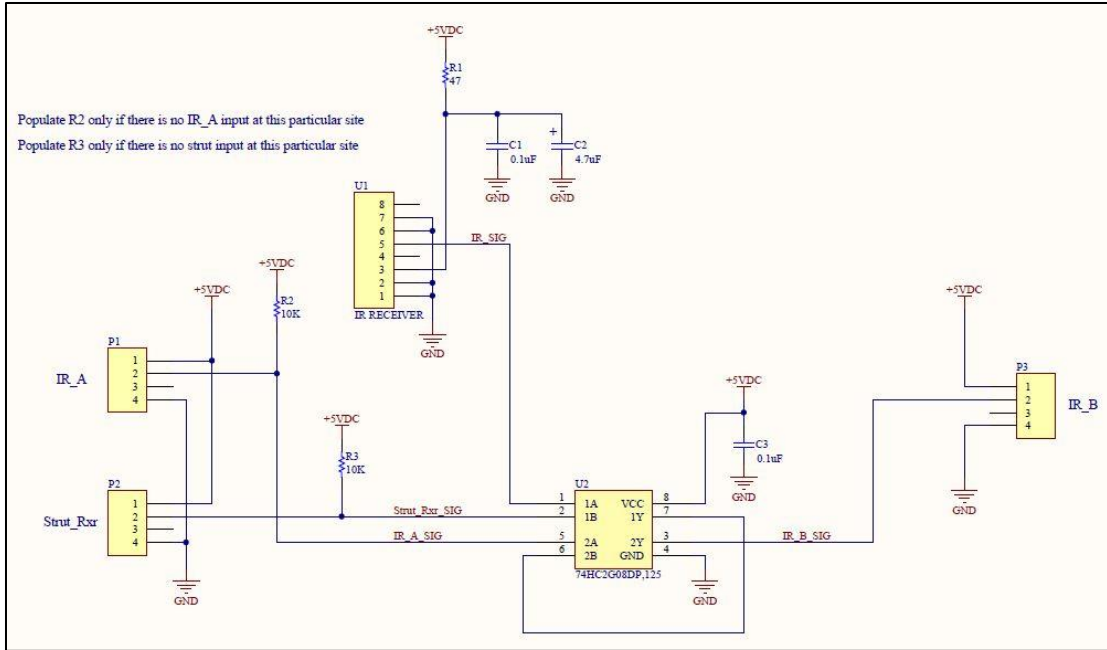 +5VDC
R1
47
Populate R2 only if there is no IR_A input at this particular site
Populate R3 only if there is no strut input at this particular site
C1
0.1uF
+
C2
4.7uF
GND
GND
U1
8
7
6
5
4
3
2
1
IR RECEIVER
IR_SIG
GND
+5VDC
R2
10K
+5VDC
P1
IR_A
1
2
3
4
+5VDC
R3
10K
P2
Strut_Rxr
1
2
3
4
GND
Strut_Rxr_SIG
IR_A_SIG
U2
1 1A VCC 8
2 1B 1Y 7
5 2A 2Y 3
6 2B GND 4
74HC2G08DP,125
+5VDC
C3
0.1uF
GND
GND
IR_B_SIG
+5VDC
P3
1
2
3
4
IR_B
GND